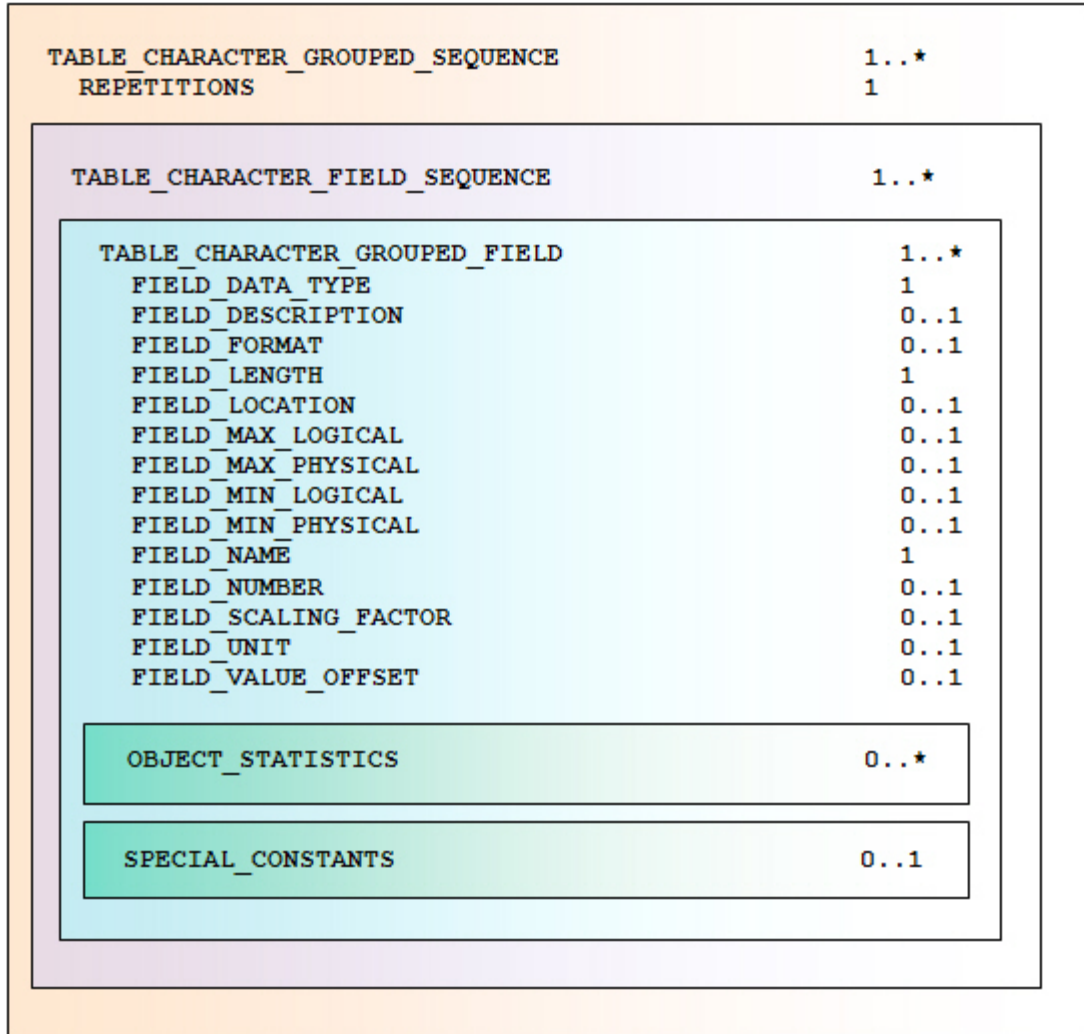 TABLE_CHARACTER_GROUPED_SEQUENCE 1..*
REPETITIONS 1
TABLE_CHARACTER_FIELD_SEQUENCE 1..*
TABLE_CHARACTER_GROUPED_FIELD 1..*
FIELD_DATA_TYPE 1
FIELD_DESCRIPTION 0..1
FIELD_FORMAT 0..1
FIELD_LENGTH 1
FIELD_LOCATION 0..1
FIELD_MAX_LOGICAL 0..1
FIELD_MAX_PHYSICAL 0..1
FIELD_MIN_LOGICAL 0..1
FIELD_MIN_PHYSICAL 0..1
FIELD_NAME 1
FIELD_NUMBER 0..1
FIELD_SCALING_FACTOR 0..1
FIELD_UNIT 0..1
FIELD_VALUE_OFFSET 0..1
OBJECT_STATISTICS 0..*
SPECIAL_CONSTANTS 0..1